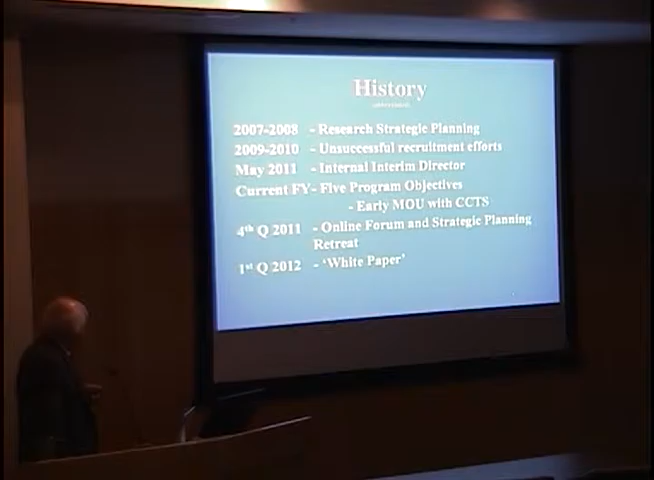 History
2007-2008 - Research Strategic Planning
2009-2010 - Unsuccessful recruitment efforts
May 2011 - Internal Interim Director
Current FY- Five Program Objectives
- Early MOU with CCTS
4th Q 2011 - Online Forum and Strategic Planning
Retreat
1st Q 2012 - 'White Paper'